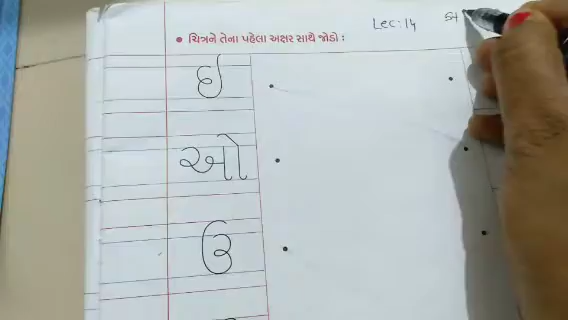 Lec:14
• ચિત્રને તેના પહેલા અક્ષર સાથે જોડો :
ઈ
ઓ
ઉ